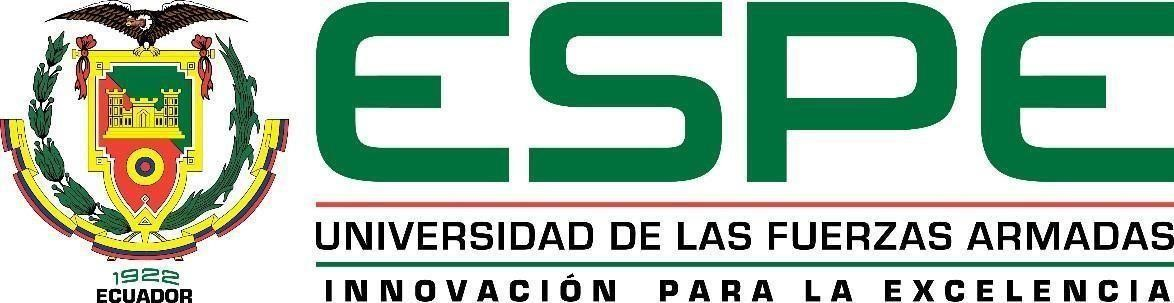 ESPE
UNIVERSIDAD DE LAS FUERZAS ARMADAS
INNOVACIÓN PARA LA EXCELENCIA
1922
ECUADOR